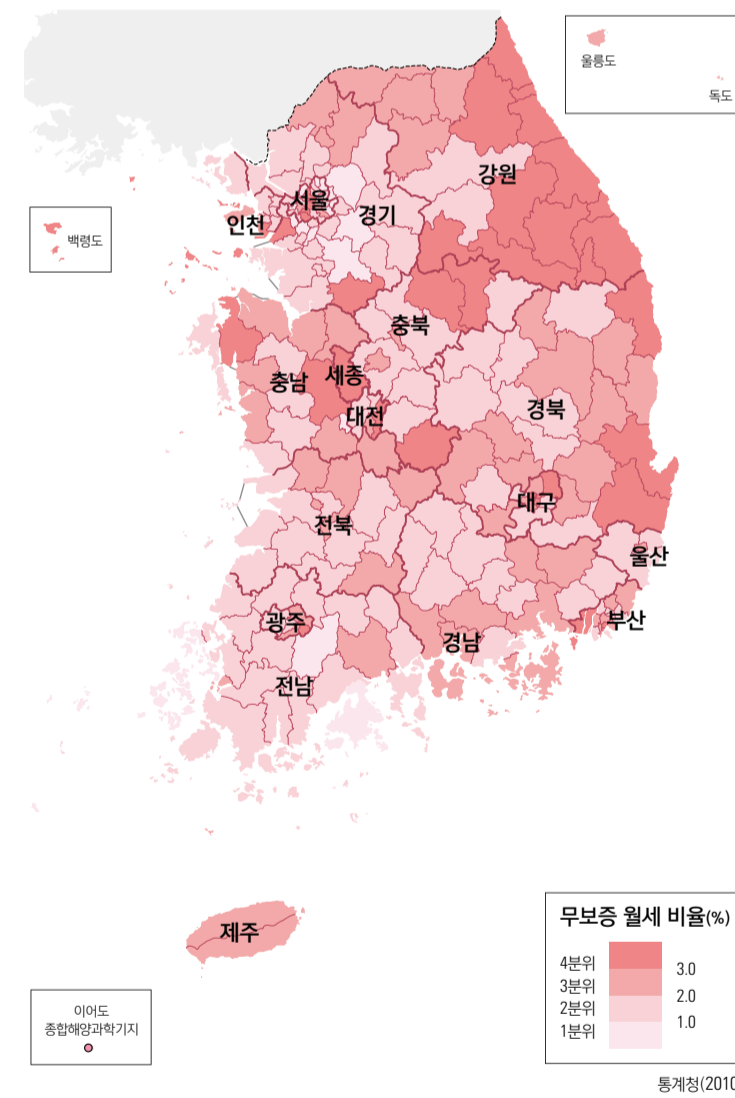 울릉도
독도
강원
서울
인천
경기
백령도
충북
충남
세종
대전
경북
대구
전북
울산
광주
부산
경남
전남
제주
무보증 월세 비율(%)
4분위
3.0
3분위
2.0
2분위
1.0
1분위
이어도
종합해양과학기지
통계청(2010